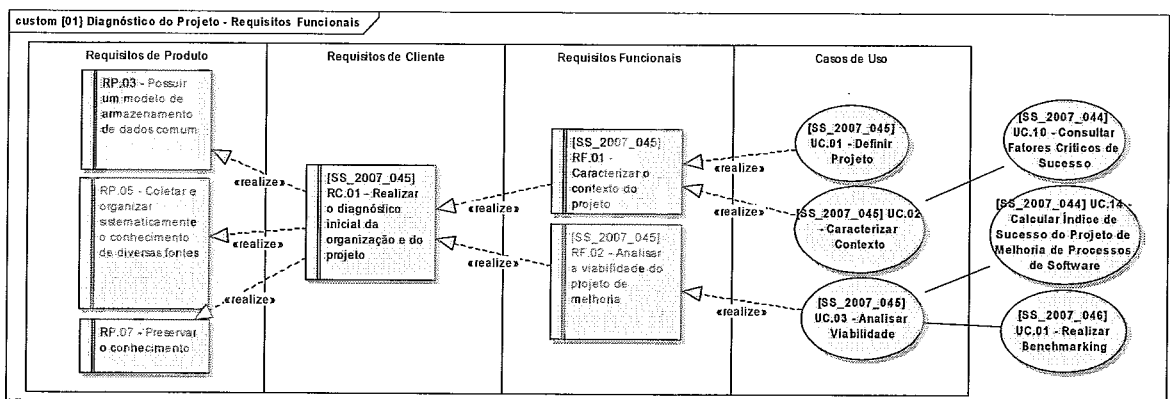 custom [01] Diagnóstico do Projeto - Requisitos Funcionais
Requisitos de Produto
Requisitos de Cliente
Requisitos Funcionais
Casos de Uso
RP.03 - Possuir
um modelo de
armazenamento
de dados comum
RP.05 - Coletar e
organizar
sistematicamente
o conhecimento
de diversas fontes
RP.07 - Preservar
o conhecimento
«realize»
«realize»
«realize»
[SS_2007_045]
RC.01 - Realizar
o diagnóstico
inicial da
organização e do
projeto
«realize»
«realize»
[SS_2007_045]
RF.01 -
Caracterizar o
contexto do
projeto
[SS_2007_045]
RF.02 - Analisar
a viabilidade do
projeto de
melhoria
«realize»
«realize»
«realize»
[SS_2007_045]
UC.01 - Definir
Projeto
[SS_2007_045] UC.02
- Caracterizar
Contexto
[SS_2007_045]
UC.03 - Analisar
Viabilidade
[SS_2007_044]
UC.10 - Consultar
Fatores Críticos de
Sucesso
[SS_2007_044] UC.14 -
Calcular Índice de
Sucesso do Projeto de
Melhoria de Processos
de Software
[SS_2007_046]
UC.01 - Realizar
Benchmarking